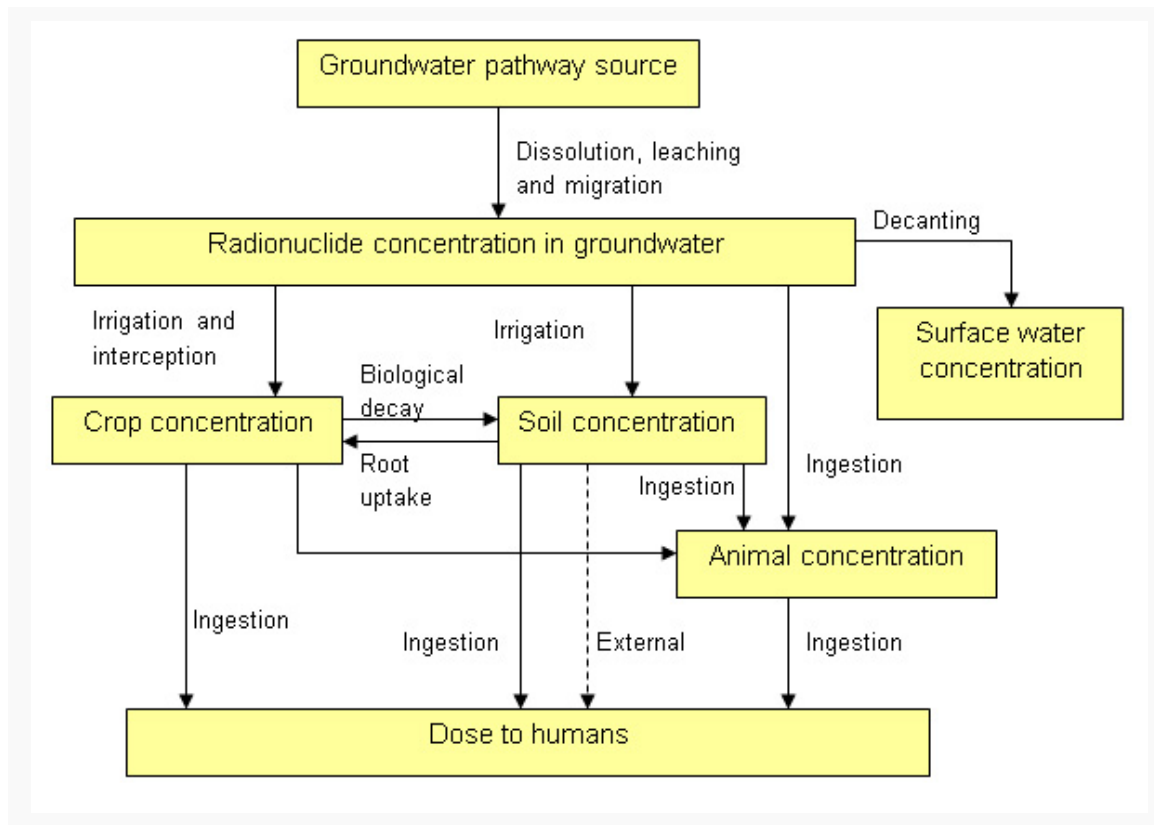 Groundwater pathway source
Dissolution, leaching
and migration
Radionuclide concentration in groundwater
Decanting
Irrigation and
interception
Irrigation
Surface water
concentration
Biological
decay
Crop concentration
Soil concentration
Root
uptake
Ingestion
Ingestion
Animal concentration
Ingestion
Ingestion
External
Ingestion
Dose to humans